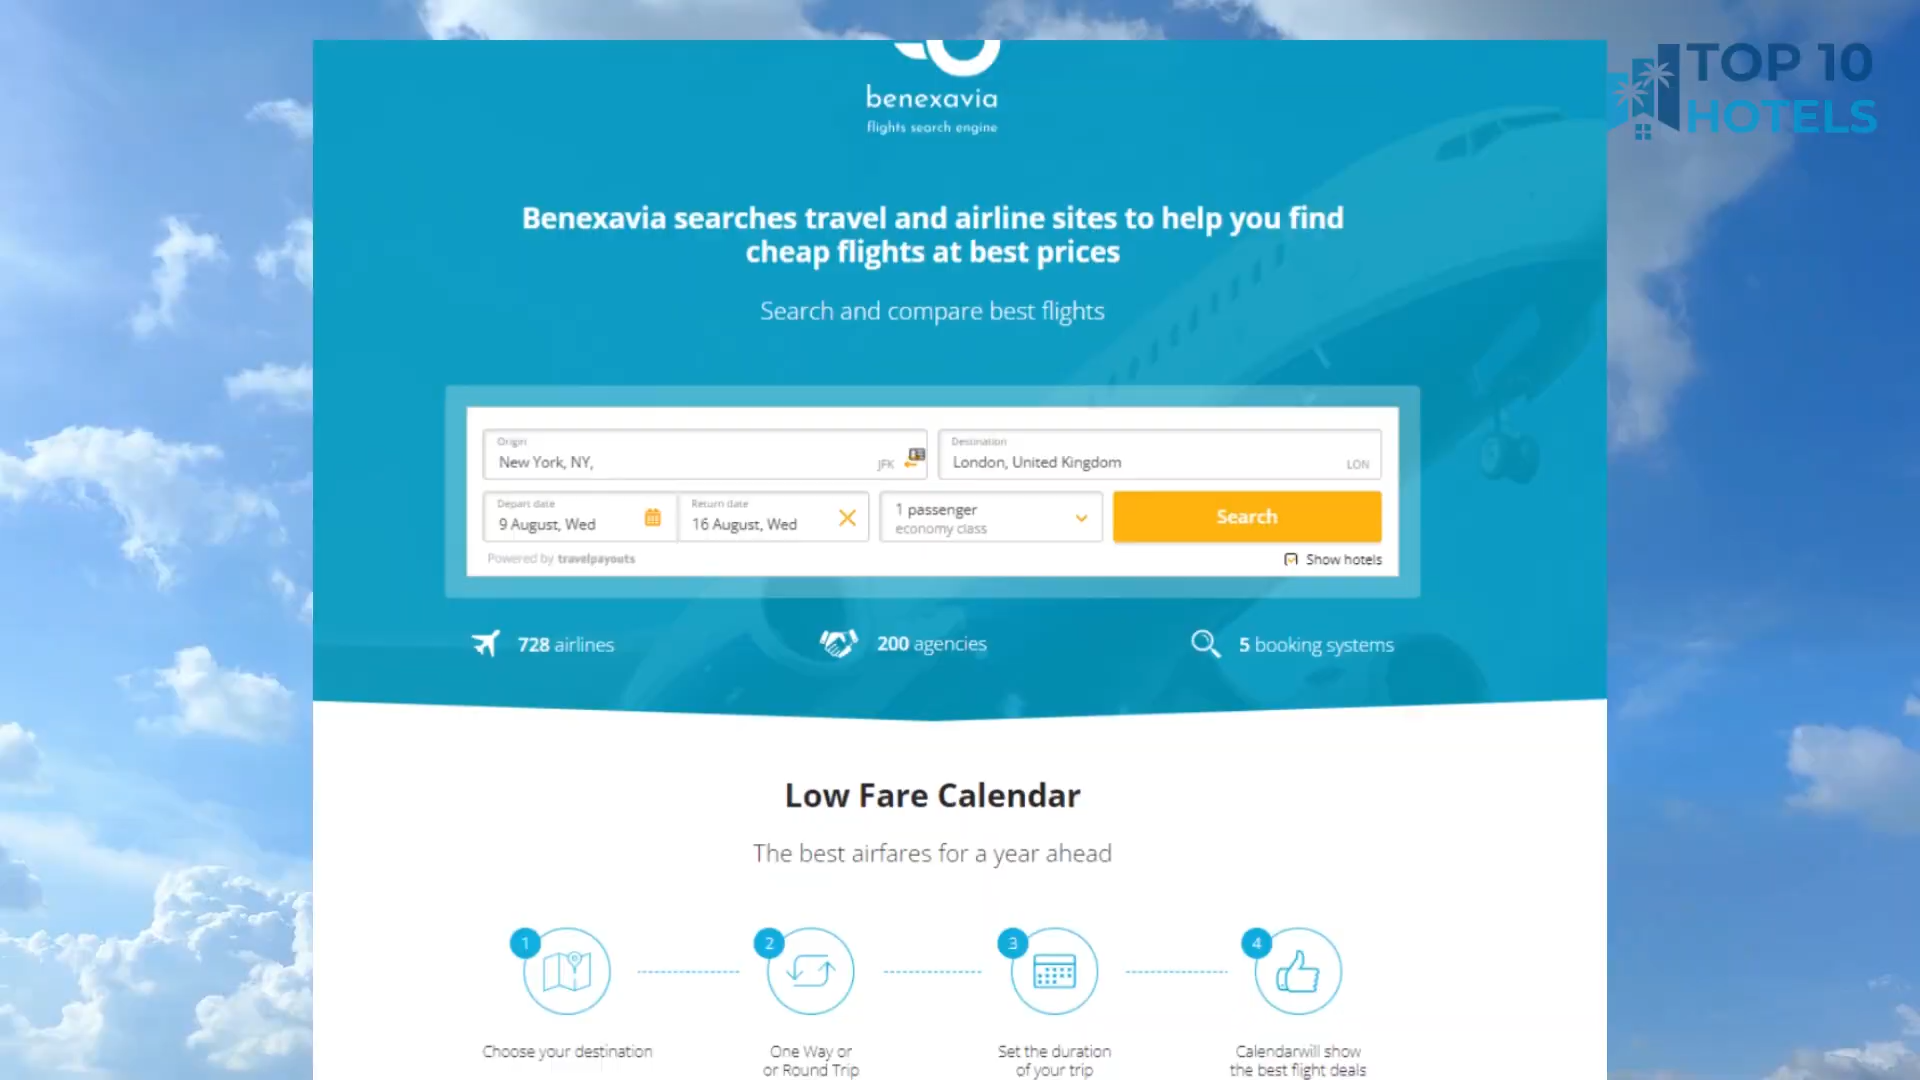 TOP 10
HOTELS
benexavia
flights search engine
Benexavia searches travel and airline sites to help you find
cheap flights at best prices
Search and compare best flights
Origin
New York, NY,
JFK
Destination
London, United Kingdom
LON
Depart date
9 August, Wed
Return date
16 August, Wed
1 passenger
economy class
Search
Powered by travelpayouts
Show hotels
728 airlines
200 agencies
5 booking systems
Low Fare Calendar
The best airfares for a year ahead
1
2
3
4
Choose your destination
One Way or
or Round Trip
Set the duration
of your trip
Calendarwill show
the best flight deals